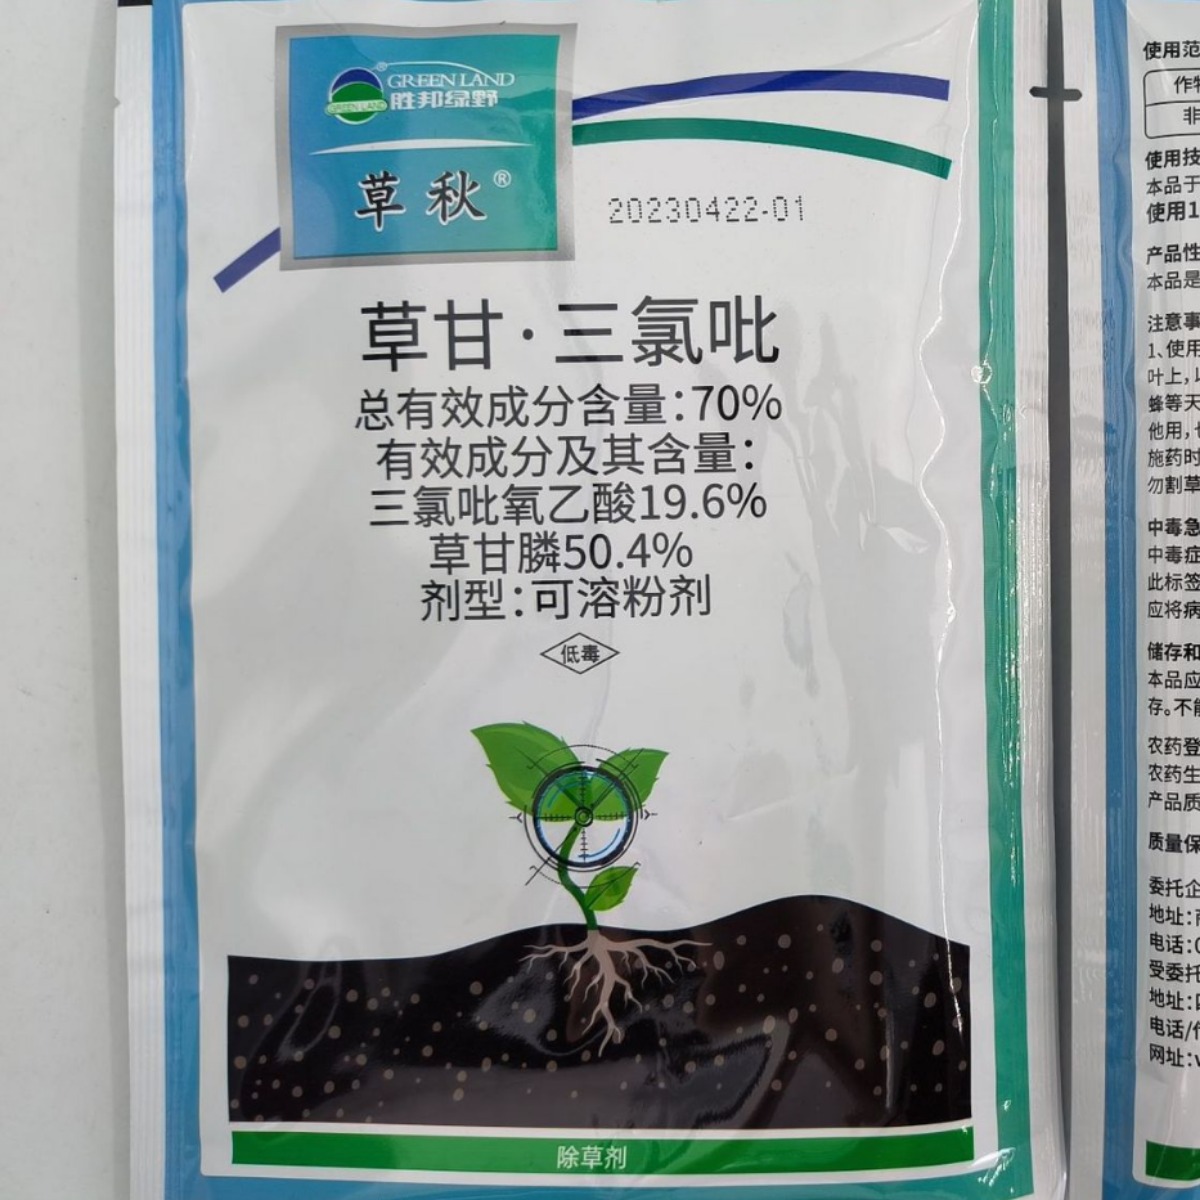 GREEN LAND
GREEN LAND
胜邦绿野
草秋®
20230422-01
草甘·三氯吡
总有效成分含量:70%
有效成分及其含量:
三氯吡氧乙酸19.6%
草甘膦50.4%
剂型:可溶粉剂
低毒
除草剂
使用范
作物
非
使用技
本品于
使用1
产品性
本品是
注意事
1、使用
叶上,以
蜂等天
他用,也
施药时
勿割草
中毒急
中毒症
此标签
应将病
储存和
本品应
存。不能
农药登
农药生
产品质
质量保
委托企
地址:
电话:0
受委托
地址:四
电话/传
网址:w